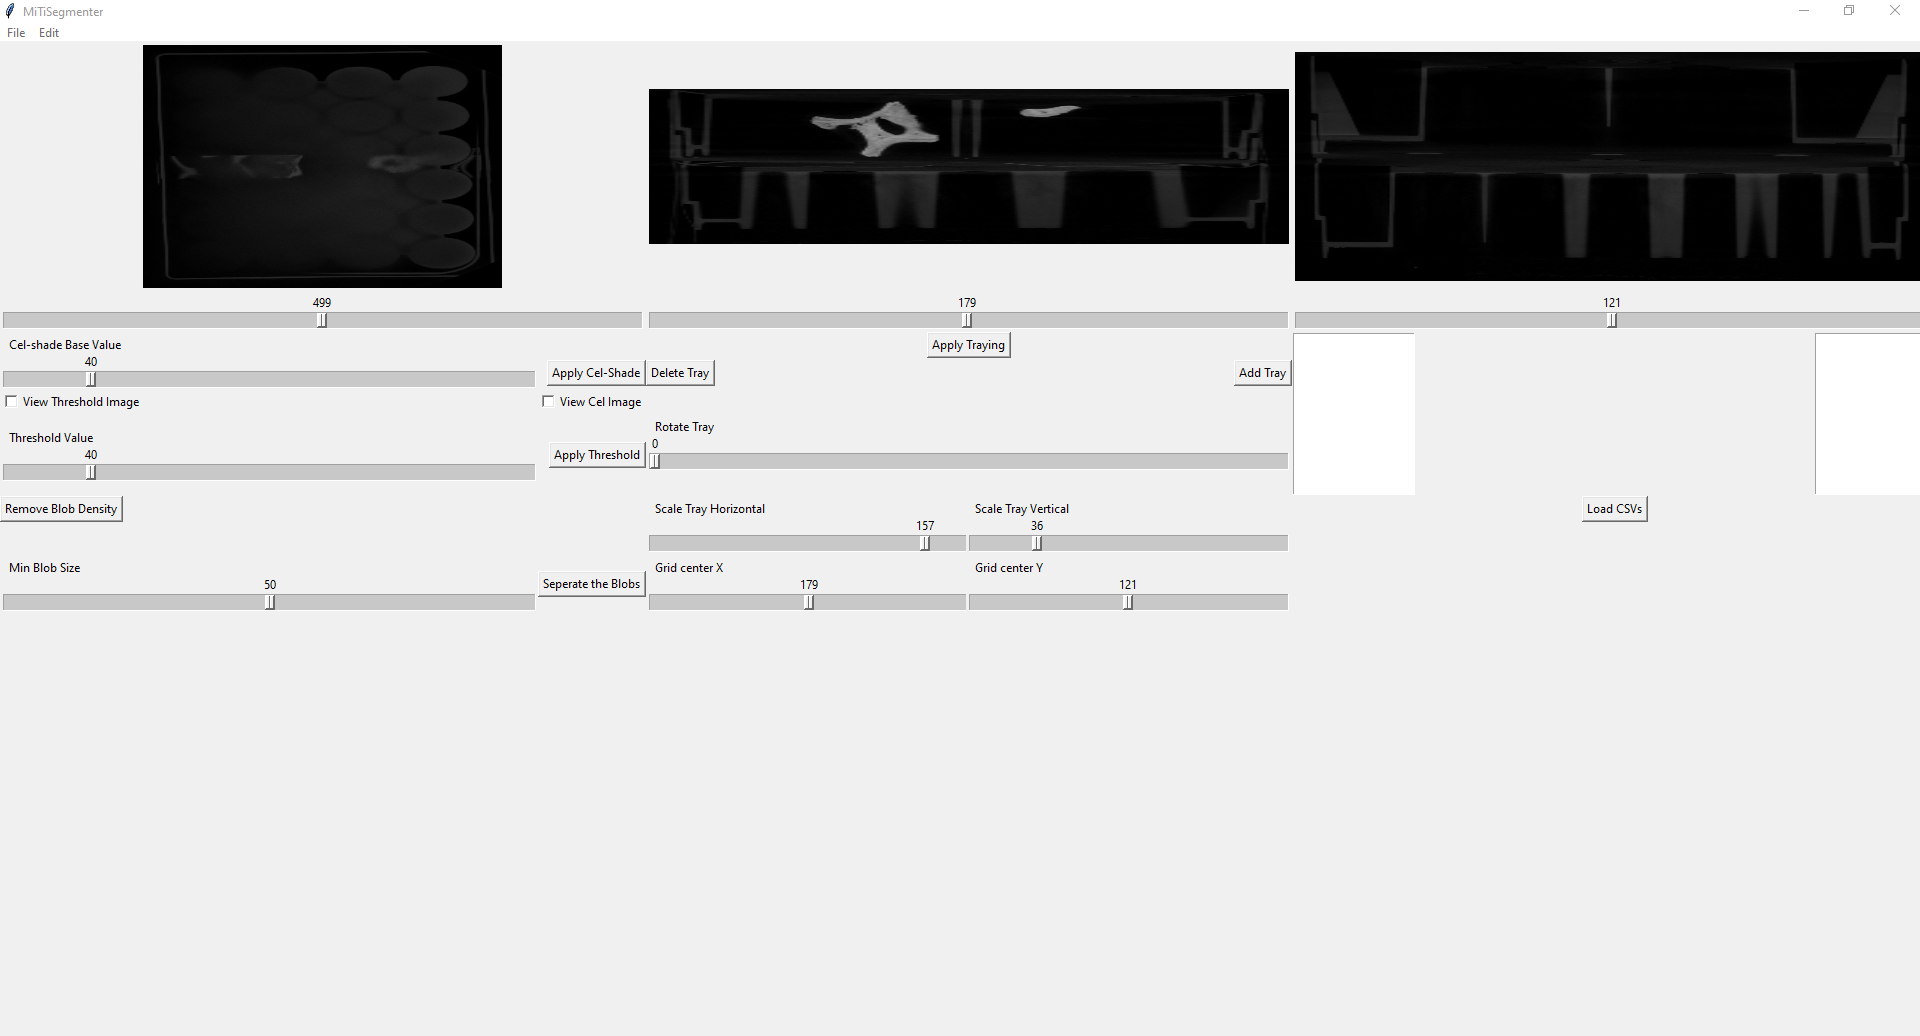 MiTiSegmenter
File Edit
499 179 121
Cel-shade Base Value
Apply Traying
40
Apply Cel-Shade
Delete Tray
Add Tray
View Threshold Image
View Cel Image
Rotate Tray
0
Threshold Value
40
Apply Threshold
Remove Blob Density
Scale Tray Horizontal
Scale Tray Vertical
Load CSVs
157
36
Min Blob Size
Grid center X
Grid center Y
50
Seperate the Blobs
179
121